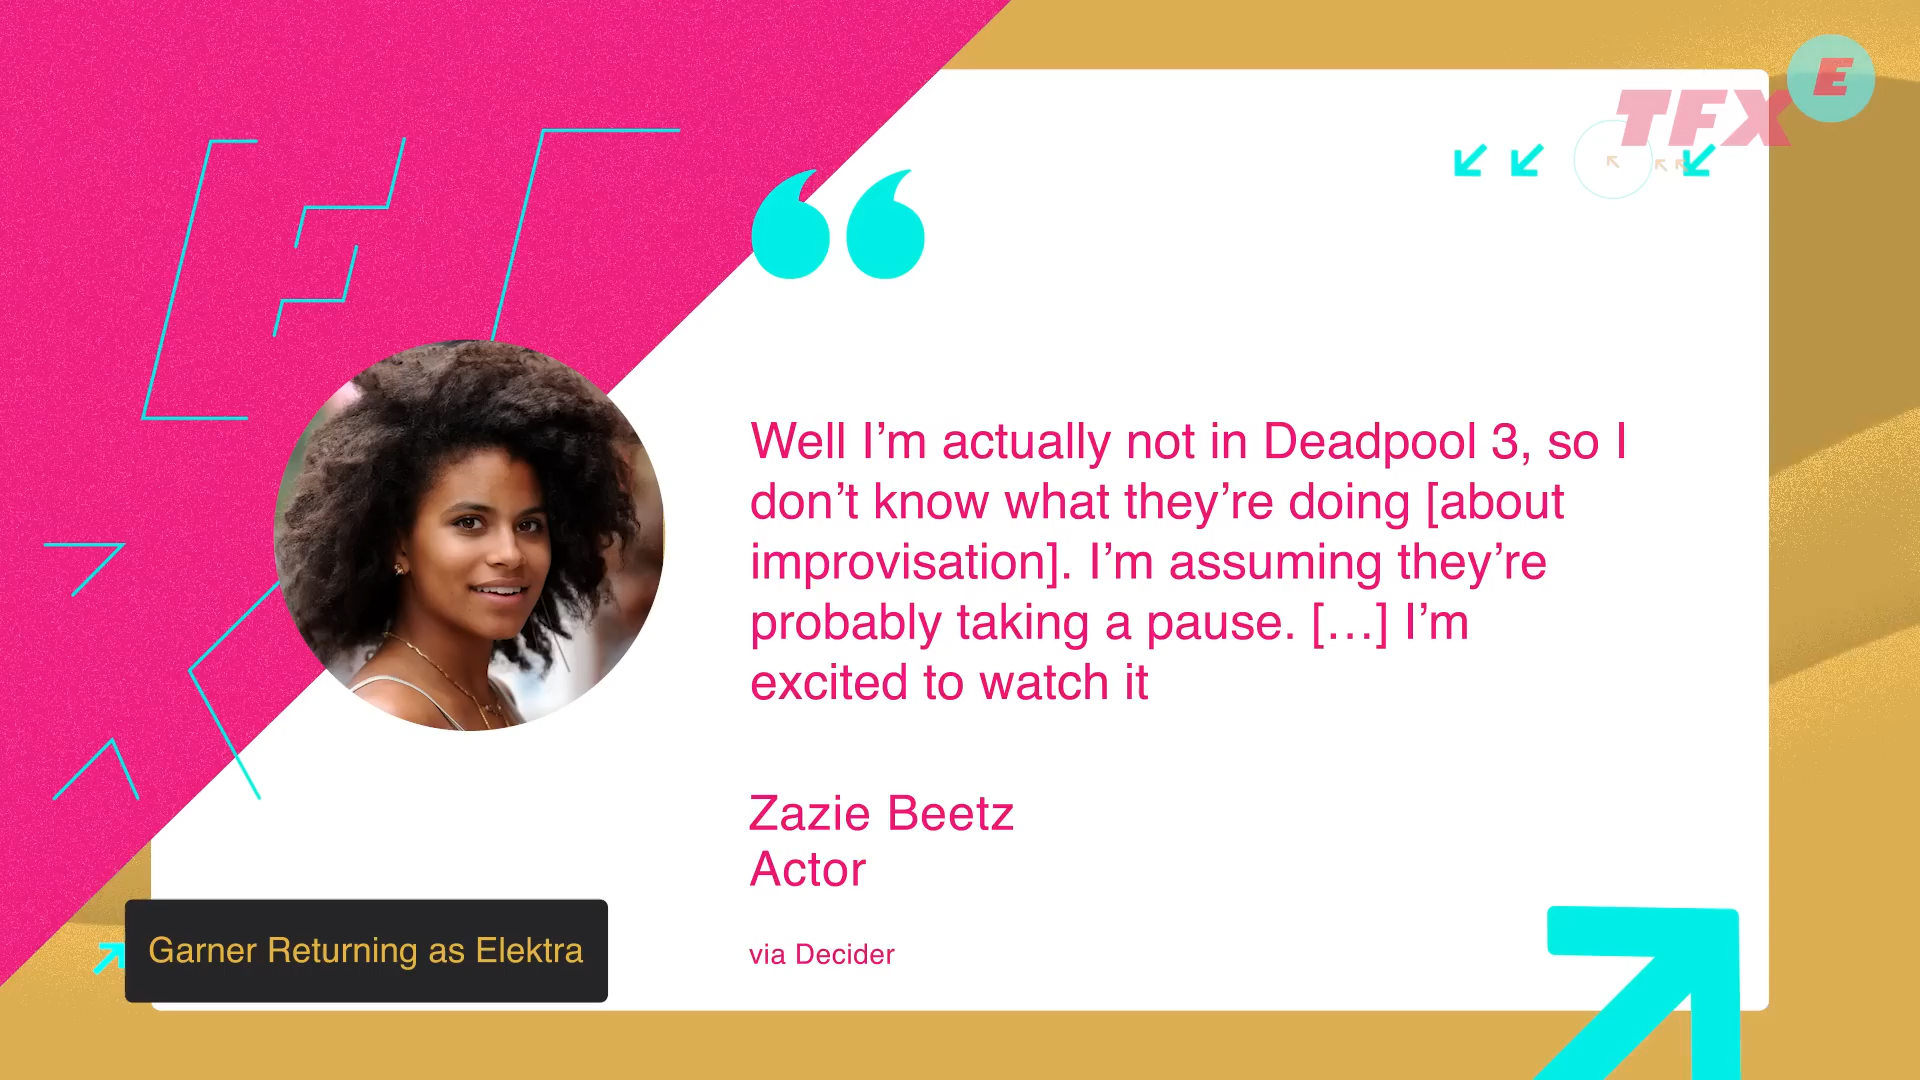 TFX
E
Well I’m actually not in Deadpool 3, so I
don’t know what they’re doing [about
improvisation]. I’m assuming they’re
probably taking a pause. […] I’m
excited to watch it
Zazie Beetz
Actor
via Decider
Garner Returning as Elektra